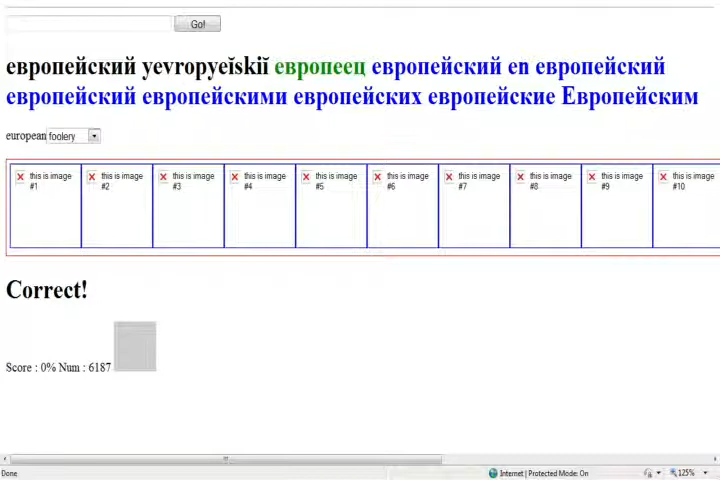 Go!
европейский yevropyeĭskiĭ европеец европейский en европейский
европейский европейскими европейских европейские Европейским
european foolery
this is image this is image this is image this is image this is image this is image this is image this is image this is image this is image
#1 #2 #3 #4 #5 #6 #7 #8 #9 #10
Correct!
Score : 0% Num : 6187
Done Internet | Protected Mode: On 125%